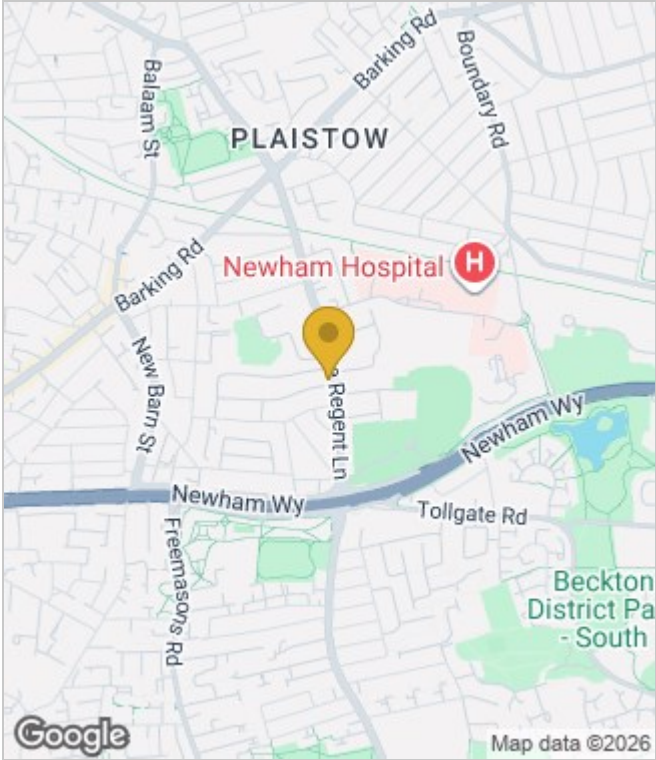 Barking Rd
Boundary Rd
Balaam St
PLAISTOW
Newham Hospital
H
Barking Rd
New Barn St
Regent Ln
Newham Wy
Newham Wy
Tollgate Rd
Freemasons Rd
Beckton
District Pa
- South
Google
Map data ©2026